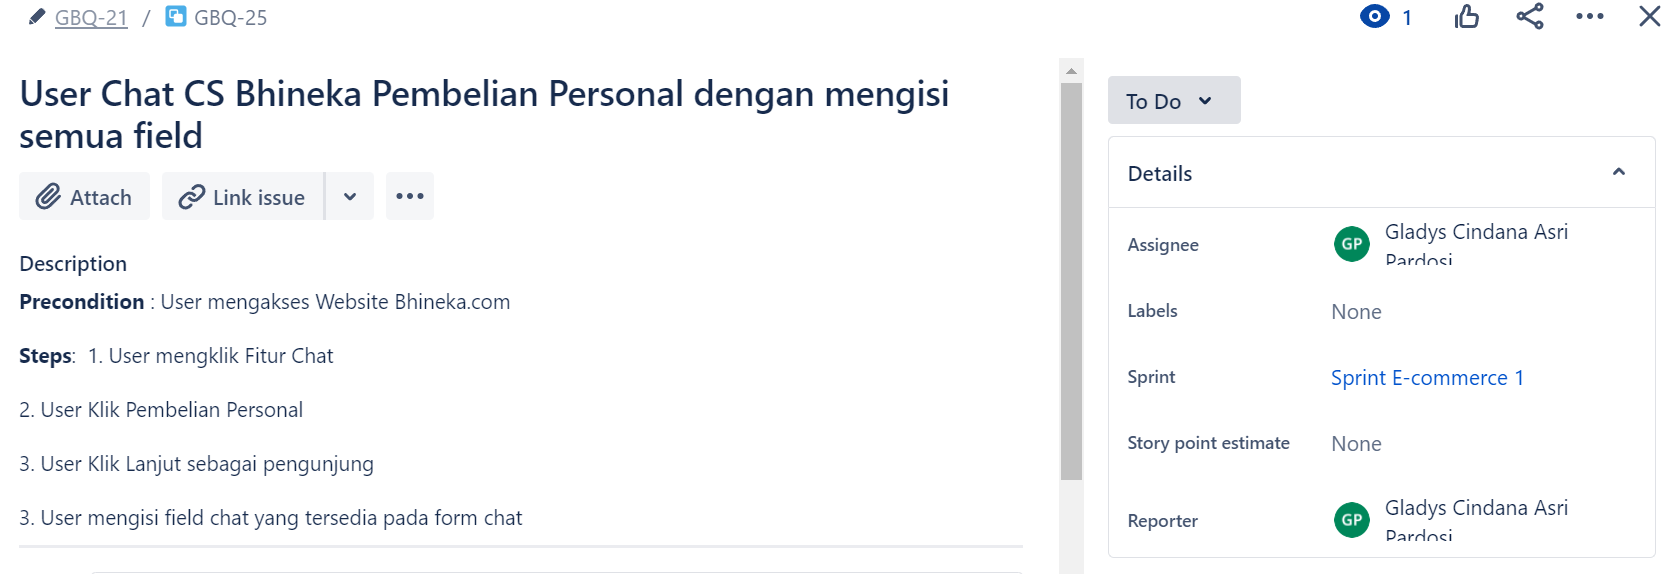 GBQ-21 / GBQ-25
1
User Chat CS Bhineka Pembelian Personal dengan mengisi
semua field
Attach
Link issue
Description
Precondition : User mengakses Website Bhineka.com
Steps: 1. User mengklik Fitur Chat
2. User Klik Pembelian Personal
3. User Klik Lanjut sebagai pengunjung
3. User mengisi field chat yang tersedia pada form chat
To Do
Details
Assignee
GP
Gladys Cindana Asri
Pardosi
Labels
None
Sprint
Sprint E-commerce 1
Story point estimate
None
Reporter
GP
Gladys Cindana Asri
Pardosi